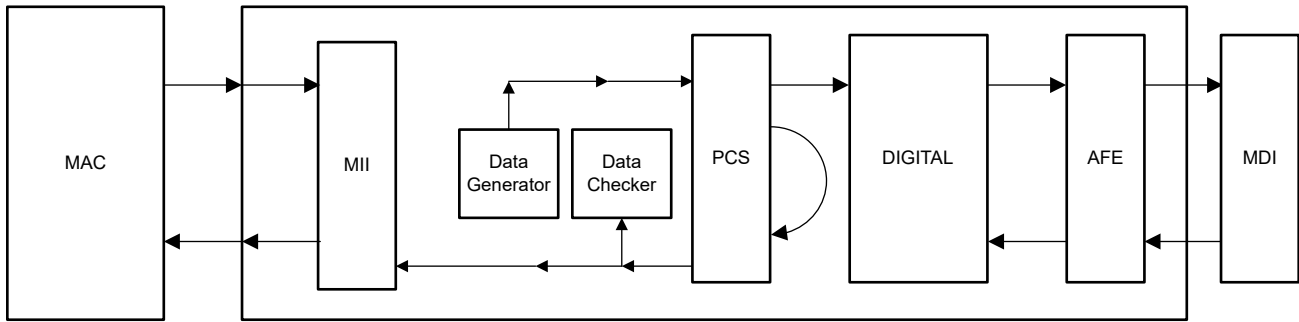 MAC
MII
Data
Generator
Data
Checker
PCS
DIGITAL
AFE
MDI